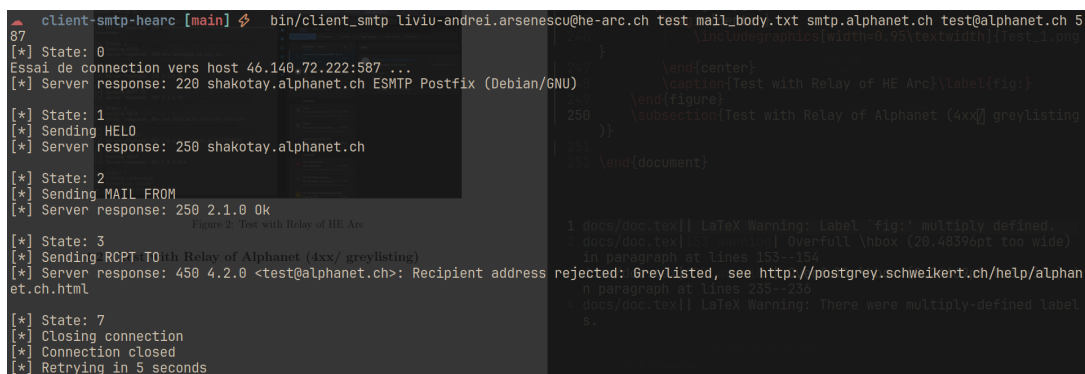 client-smtp-hearc [main] ⚡ bin/client_smtp liviu-andrei.arsenescu@he-arc.ch test mail_body.txt smtp.alphanet.ch test@alphanet.ch 5
87
[*] State: 0
Essai de connection vers host 46.140.72.222:587 ...
[*] Server response: 220 shakotay.alphanet.ch ESMTP Postfix (Debian/GNU)
[*] State: 1
[*] Sending HELO
[*] Server response: 250 shakotay.alphanet.ch
[*] State: 2
[*] Sending MAIL FROM
[*] Server response: 250 2.1.0 Ok
[*] State: 3
[*] Sending RCPT TO
[*] Server response: 450 4.2.0 <test@alphanet.ch>: Recipient address rejected: Greylisted, see http://postgrey.schweikert.ch/help/alphan
et.ch.html
[*] State: 7
[*] Closing connection
[*] Connection closed
[*] Retrying in 5 seconds
Figure 2: Test with Relay of HE Arc
with Relay of Alphanet (4xx/ greylisting)
\includegraphics[width=0.95\textwidth]{Test_1.png
}
\end{center}
\caption{Test with Relay of HE Arc}\label{fig:}
\end{figure}
250 \subsection{Test with Relay of Alphanet (4xx/ greylisting
)}
251
252 \end{document}
1 docs/doc.tex|| LaTeX Warning: Label `fig:' multiply defined.
2 docs/doc.tex| Overfull \hbox (20.48396pt too wide)
in paragraph at lines 153--154
n paragraph at lines 235--236
docs/doc.tex|| LaTeX Warning: There were multiply-defined label
s.